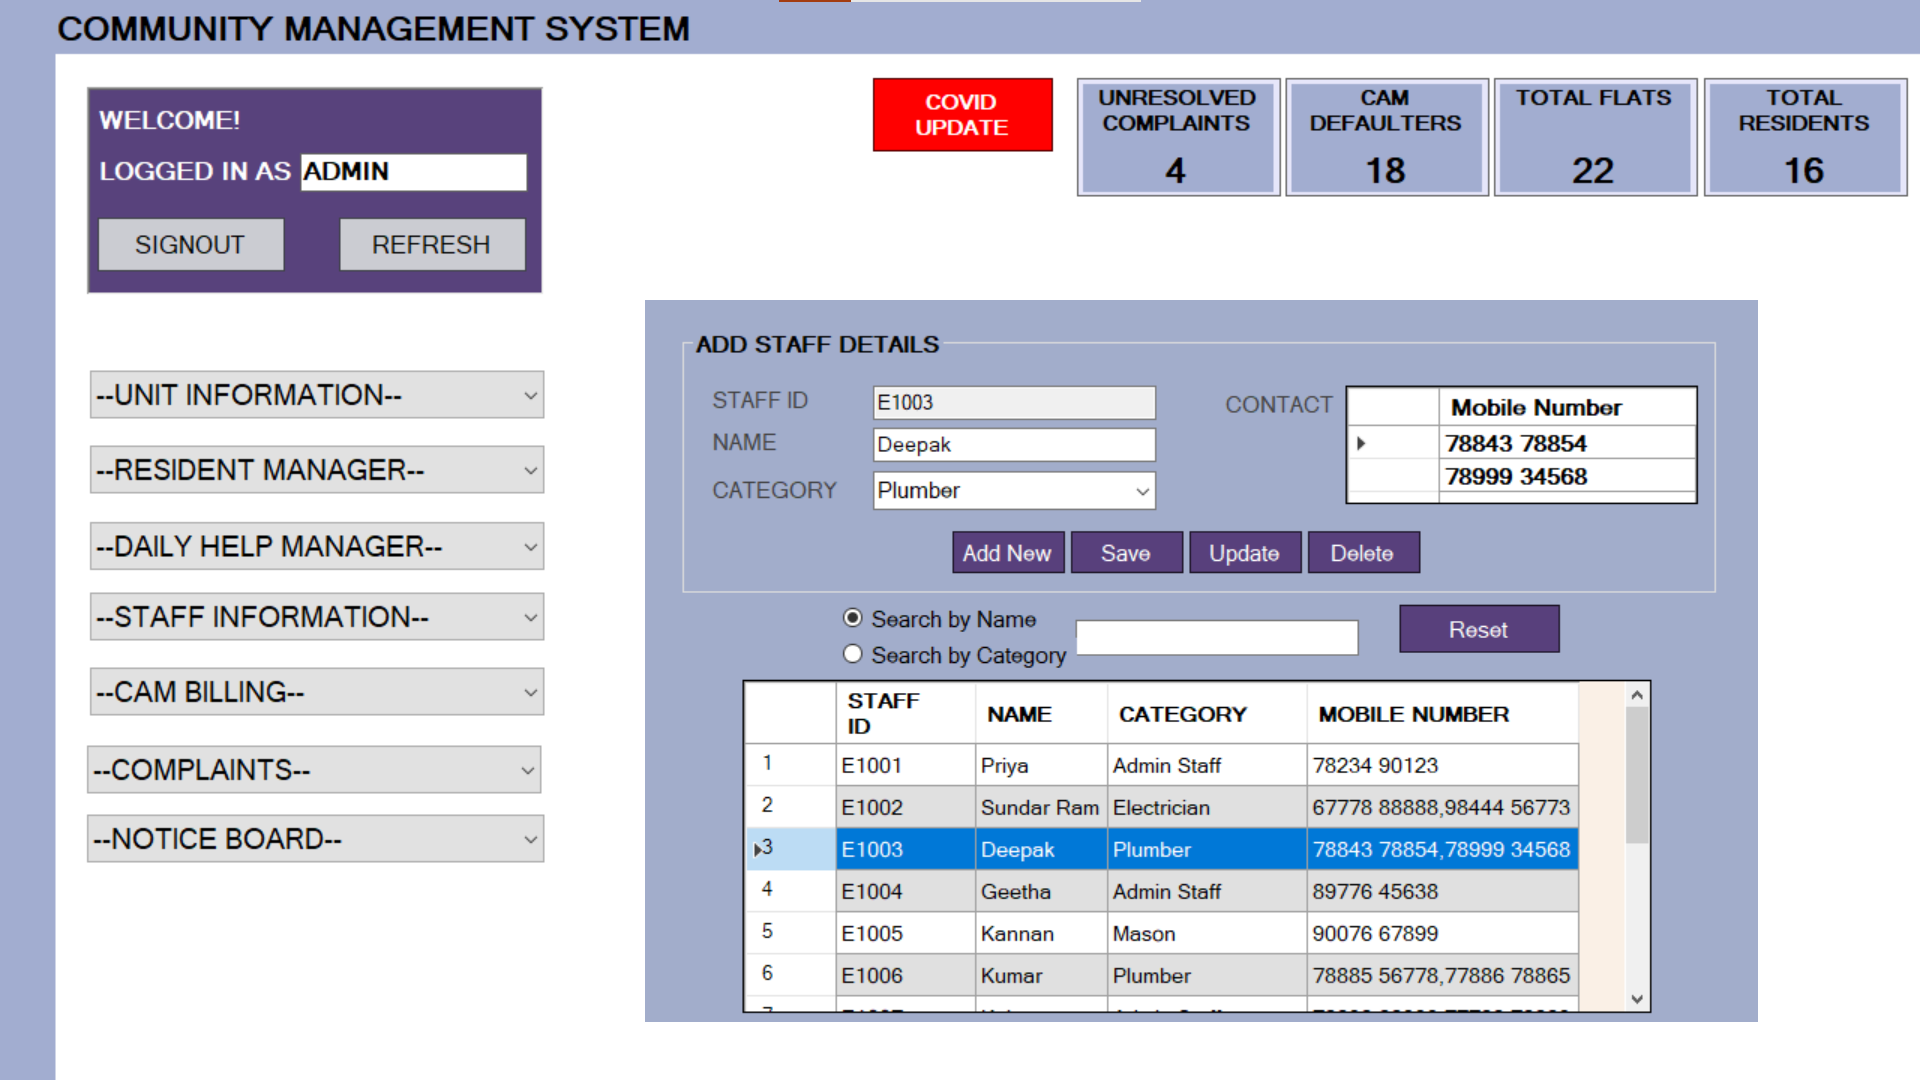 COMMUNITY MANAGEMENT SYSTEM
WELCOME!
LOGGED IN AS ADMIN
SIGNOUT REFRESH
COVID
UPDATE
UNRESOLVED
COMPLAINTS
4
CAM
DEFAULTERS
18
TOTAL FLATS
22
TOTAL
RESIDENTS
16
--UNIT INFORMATION--
--RESIDENT MANAGER--
--DAILY HELP MANAGER--
--STAFF INFORMATION--
--CAM BILLING--
--COMPLAINTS--
--NOTICE BOARD--
ADD STAFF DETAILS
STAFF ID E1003
NAME Deepak
CATEGORY Plumber
CONTACT
Mobile Number
78843 78854
78999 34568
Add New Save Update Delete
Search by Name
Search by Category
Reset
STAFF ID NAME CATEGORY MOBILE NUMBER
1 E1001 Priya Admin Staff 78234 90123
2 E1002 Sundar Ram Electrician 67778 88888,98444 56773
3 E1003 Deepak Plumber 78843 78854,78999 34568
4 E1004 Geetha Admin Staff 89776 45638
5 E1005 Kannan Mason 90076 67899
6 E1006 Kumar Plumber 78885 56778,77886 78865